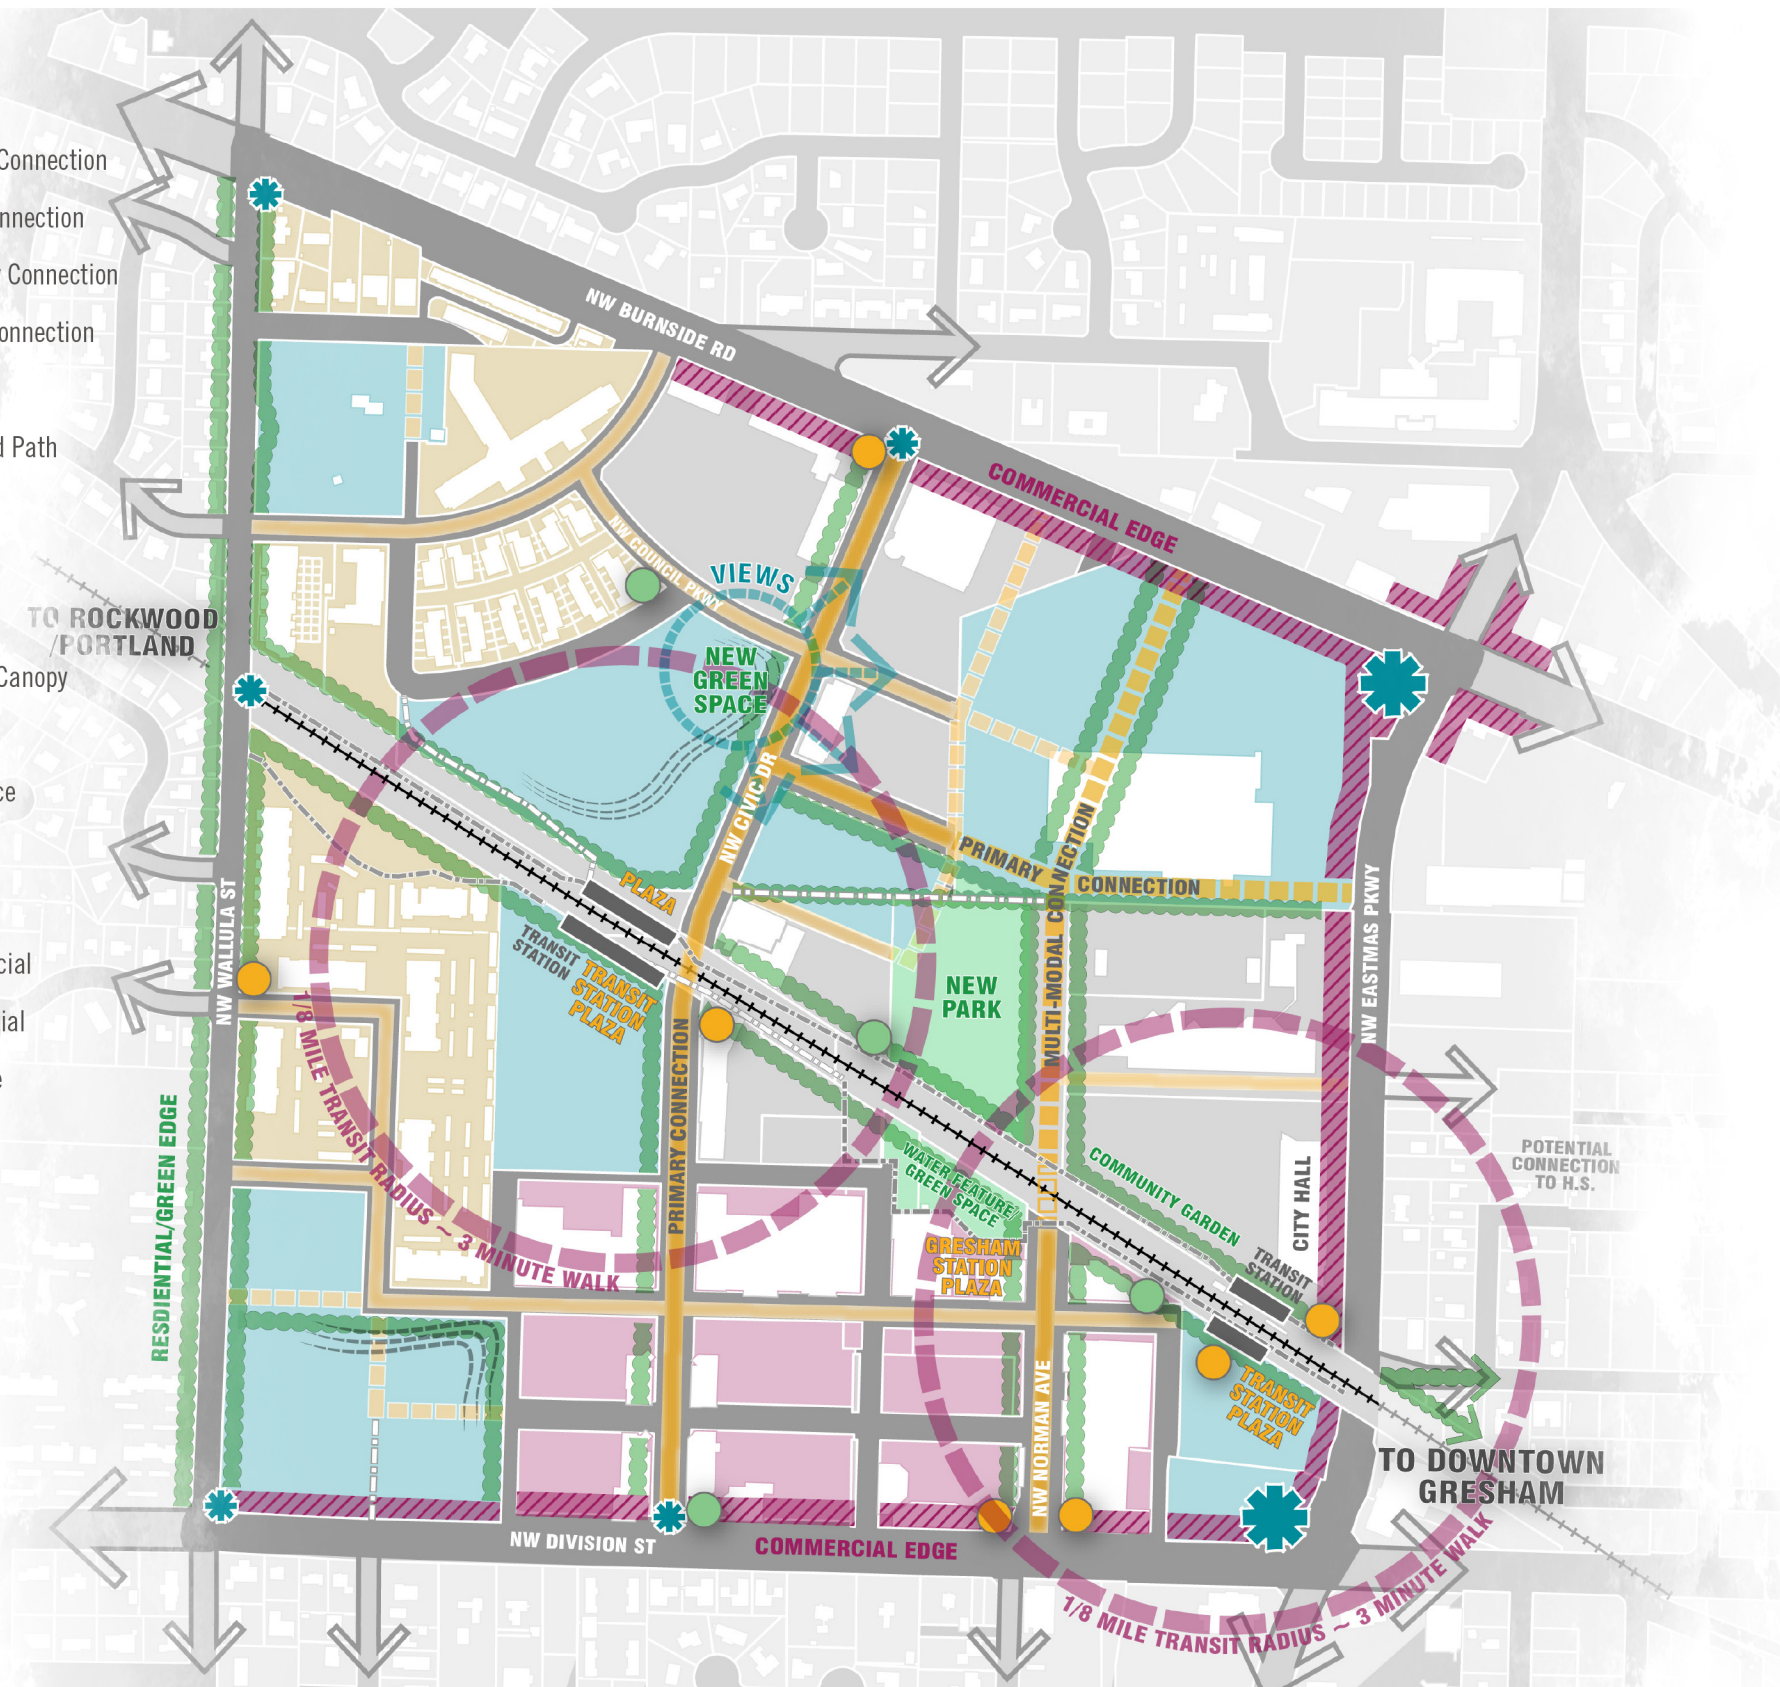 Connection
nnection
Connection
onnection
d Path
Canopy
ce
cial
ial
e
NW BURNSIDE RD
COMMERCIAL EDGE
NW COUNCIL PKWY
VIEWS
NEW
GREEN
SPACE
TO ROCKWOOD
/PORTLAND
NW CIVIC DR
PRIMARY
CONNECTION
MULTI-MODAL CONNECTION
PLAZA
TRANSIT
STATION
TRANSIT
STATION
PLAZA
NEW
PARK
NW WALLULA ST
NW EASTMAS PKWY
1/8 MILE TRANSIT RADIUS ~ 3 MINUTE WALK
PRIMARY CONNECTION
RESDIENTIAL/GREEN EDGE
WATER FEATURE/
GREEN SPACE
COMMUNITY GARDEN
CITY HALL
POTENTIAL
CONNECTION
TO H.S.
GRESHAM
STATION
PLAZA
TRANSIT
STATION
TRANSIT
STATION
PLAZA
NW NORMAN AVE
TO DOWNTOWN
GRESHAM
NW DIVISION ST
COMMERCIAL EDGE
1/8 MILE TRANSIT RADIUS ~ 3 MINUTE WALK